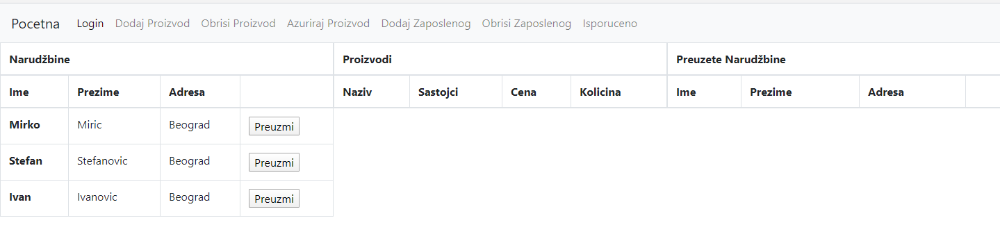 Pocetna Login Dodaj Proizvod Obrisi Proizvod Azuriraj Proizvod Dodaj Zaposlenog Obrisi Zaposlenog Isporuceno
Narudžbine Proizvodi Preuzete Narudžbine
Ime Prezime Adresa Naziv Sastojci Cena Kolicina Ime Prezime Adresa
Mirko Miric Beograd Preuzmi
Stefan Stefanovic Beograd Preuzmi
Ivan Ivanovic Beograd Preuzmi